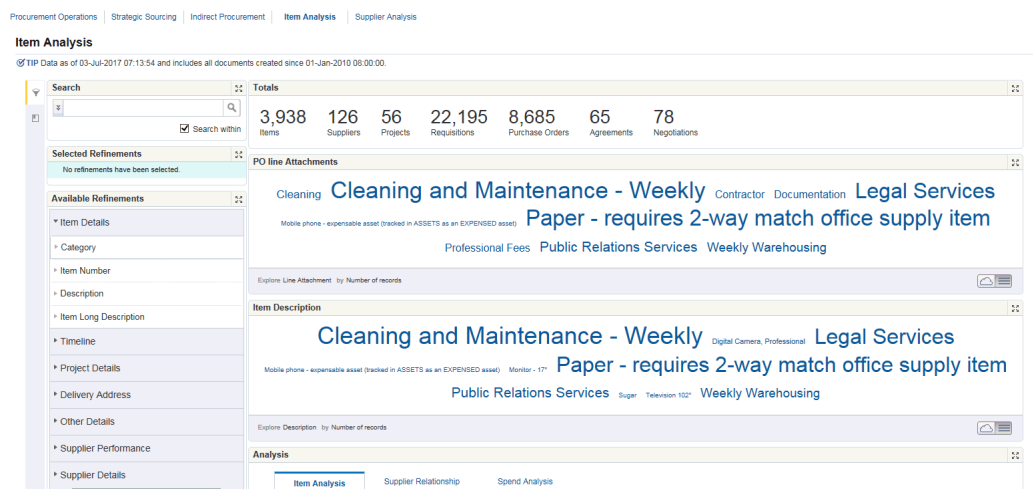 Procurement Operations Strategic Sourcing Indirect Procurement Item Analysis Supplier Analysis
Item Analysis
TIP Data as of 03-Jul-2017 07:13:54 and includes all documents created since 01-Jan-2010 08:00:00.
Search
Search within
Selected Refinements
No refinements have been selected.
Available Refinements
Item Details
Category
Item Number
Description
Item Long Description
Timeline
Project Details
Delivery Address
Other Details
Supplier Performance
Supplier Details
Totals
3,938 126 56 22,195 8,685 65 78
Items Suppliers Projects Requisitions Purchase Orders Agreements Negotiations
PO line Attachments
Cleaning Cleaning and Maintenance - Weekly Contractor Documentation Legal Services
Mobile phone - expensable asset (tracked in ASSETS as an EXPENSED asset) Paper - requires 2-way match office supply item
Professional Fees Public Relations Services Weekly Warehousing
Explore Line Attachment by Number of records
Item Description
Cleaning and Maintenance - Weekly Digital Camera, Professional Legal Services
Mobile phone - expensable asset (tracked in ASSETS as an EXPENSED asset) Monitor - 17" Paper - requires 2-way match office supply item
Public Relations Services Sugar Television 102" Weekly Warehousing
Explore Description by Number of records
Analysis
Item Analysis Supplier Relationship Spend Analysis